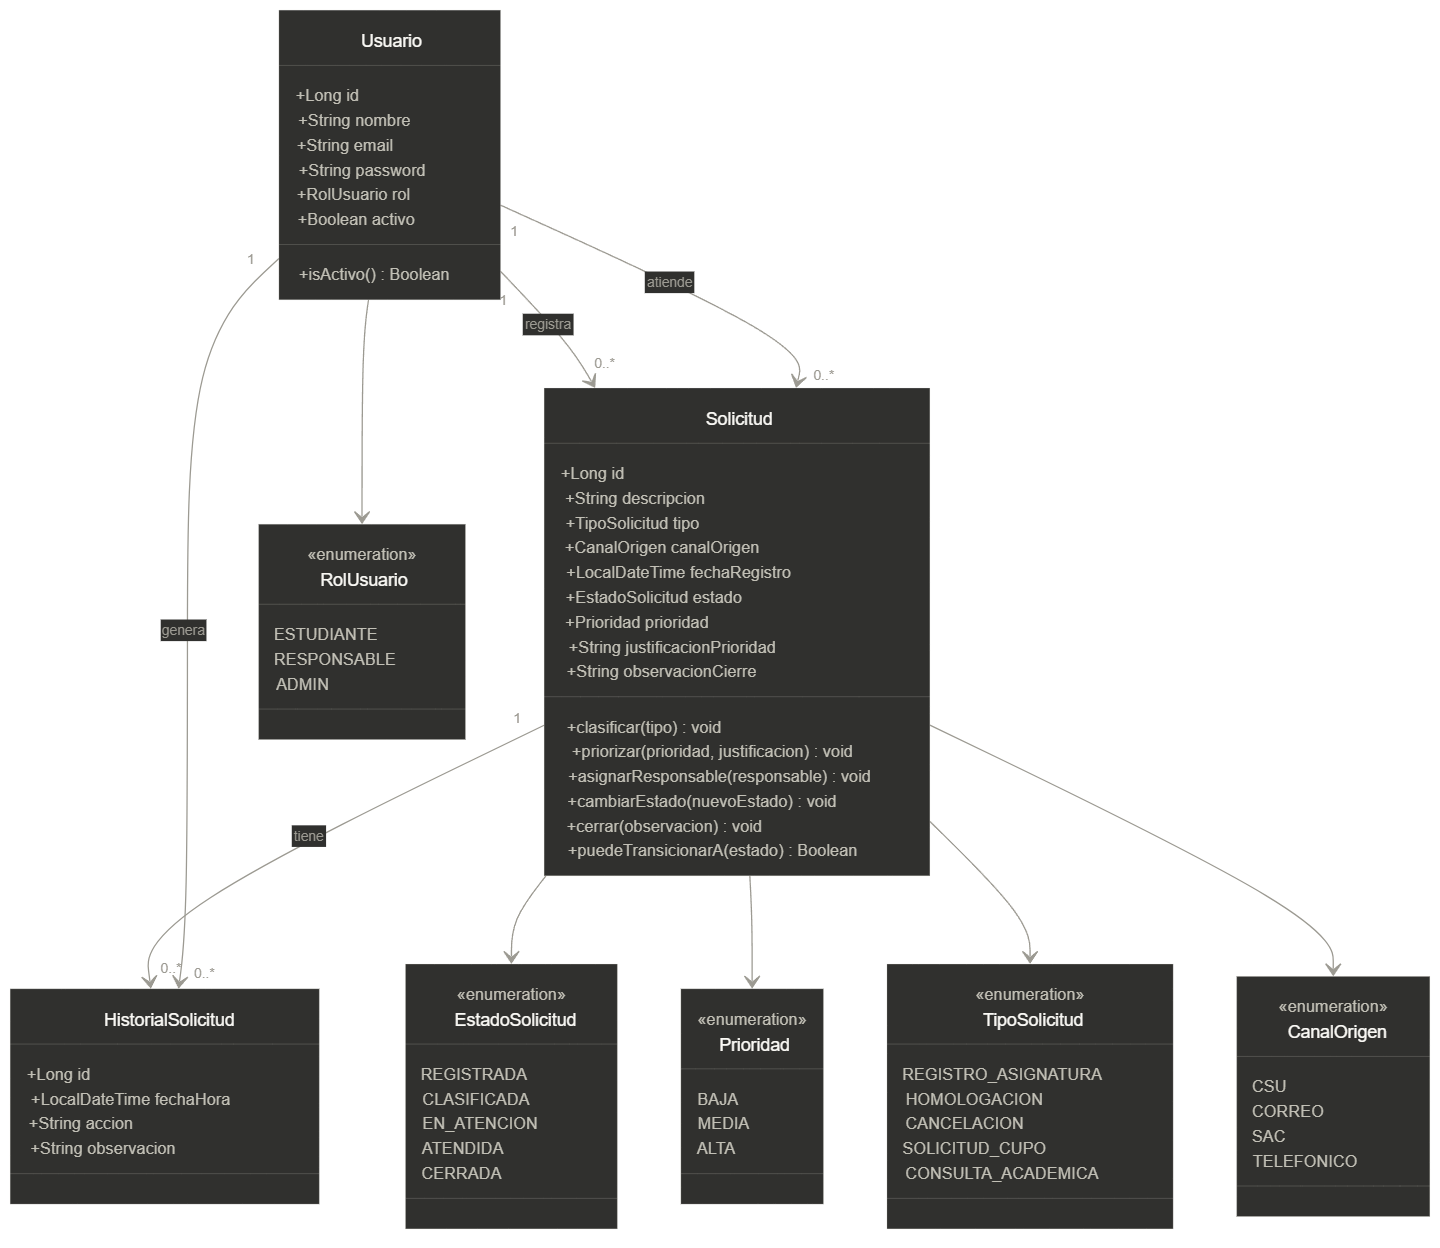 Usuario
+Long id
+String nombre
+String email
+String password
+RolUsuario rol
+Boolean activo
+isActivo() : Boolean
1
1
1
atiende
registra
0..*
0..*
genera
Solicitud
+Long id
+String descripcion
+TipoSolicitud tipo
+CanalOrigen canalOrigen
+LocalDateTime fechaRegistro
+EstadoSolicitud estado
+Prioridad prioridad
+String justificacionPrioridad
+String observacionCierre
+clasificar(tipo) : void
+priorizar(prioridad, justificacion) : void
+asignarResponsable(responsable) : void
+cambiarEstado(nuevoEstado) : void
+cerrar(observacion) : void
+puedeTransicionarA(estado) : Boolean
«enumeration»
RolUsuario
ESTUDIANTE
RESPONSABLE
ADMIN
1
tiene
0..*
0..*
HistorialSolicitud
+Long id
+LocalDateTime fechaHora
+String accion
+String observacion
«enumeration»
EstadoSolicitud
REGISTRADA
CLASIFICADA
EN_ATENCION
ATENDIDA
CERRADA
«enumeration»
Prioridad
BAJA
MEDIA
ALTA
«enumeration»
TipoSolicitud
REGISTRO_ASIGNATURA
HOMOLOGACION
CANCELACION
SOLICITUD_CUPO
CONSULTA_ACADEMICA
«enumeration»
CanalOrigen
CSU
CORREO
SAC
TELEFONICO